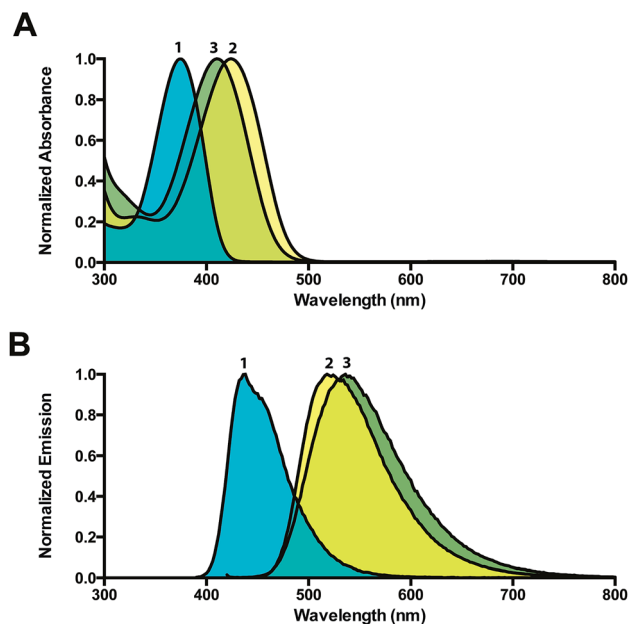 A
1 3 2
Normalized Absorbance
1.0
0.8
0.6
0.4
0.2
0.0
300 400 500 600 700 800
Wavelength (nm)
B
1 2 3
Normalized Emission
1.0
0.8
0.6
0.4
0.2
0.0
300 400 500 600 700 800
Wavelength (nm)